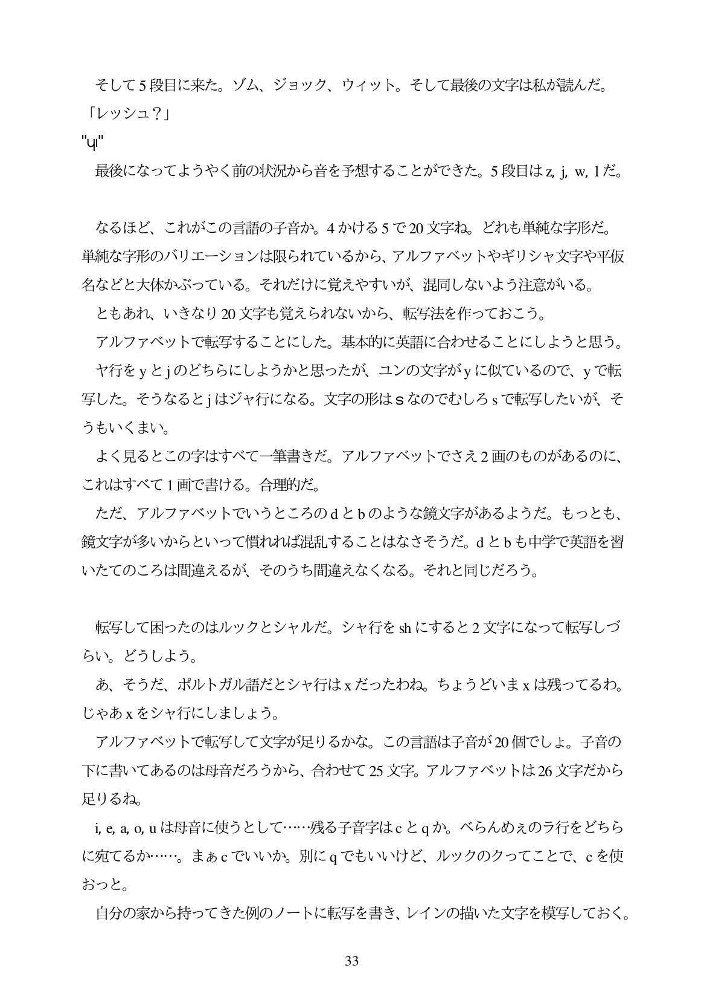 そして 5 段目に来た。ゾム、ジョック、ウィット。そして最後の文字は私が読んだ。
「レッシュ？」
最後になってようやく前の状況から音を予想することができた。5 段目は z, j, w, l だ。
なるほど、これがこの言語の子音か。4 かける 5 で 20 文字ね。どれも単純な字形だ。
単純な字形のバリエーションは限られているから、アルファベットやギリシャ文字や平仮
名などと大体かぶっている。それだけに覚えやすいが、混同しないよう注意がいる。
ともあれ、いきなり 20 文字も覚えられないから、転写法を作っておこう。
アルファベットで転写することにした。基本的に英語に合わせることにしようと思う。
ヤ行を y と j のどちらにしようかと思ったが、ユンの文字が y に似ているので、y で転
写した。そうなると j はジャ行になる。文字の形は s なのでむしろ s で転写したいが、そ
うもいくまい。
よく見るとこの字はすべて一筆書きだ。アルファベットでさえ 2 画のものがあるのに、
これはすべて 1 画で書ける。合理的だ。
ただ、アルファベットでいうところの d と b のような鏡文字があるようだ。もっとも、
鏡文字が多いからといって慣れれば混乱することはなさそうだ。d と b も中学で英語を習
いたてのころは間違えるが、そのうち間違えなくなる。それと同じだろう。
転写して困ったのはルックとシャルだ。シャ行を sh にすると 2 文字になって転写しづ
らい。どうしよう。
あ、そうだ、ポルトガル語だとシャ行は x だったわね。ちょうどいま x は残ってるわ。
じゃあ x をシャ行にしましょう。
アルファベットで転写して文字が足りるかな。この言語は子音が 20 個でしょ。子音の
下に書いてあるのは母音だろうから、合わせて 25 文字。アルファベットは 26 文字だから
足りるね。
i, e, a, o, u は母音に使うとして……残る子音字は c と q か。べらんめぇのラ行をどちら
に宛てるか……。まぁ c でいいか。別に q でもいいけど、ルックのクってことで、c を使
おっと。
自分の家から持ってきた例のノートに転写を書き、レインの描いた文字を模写しておく。
33